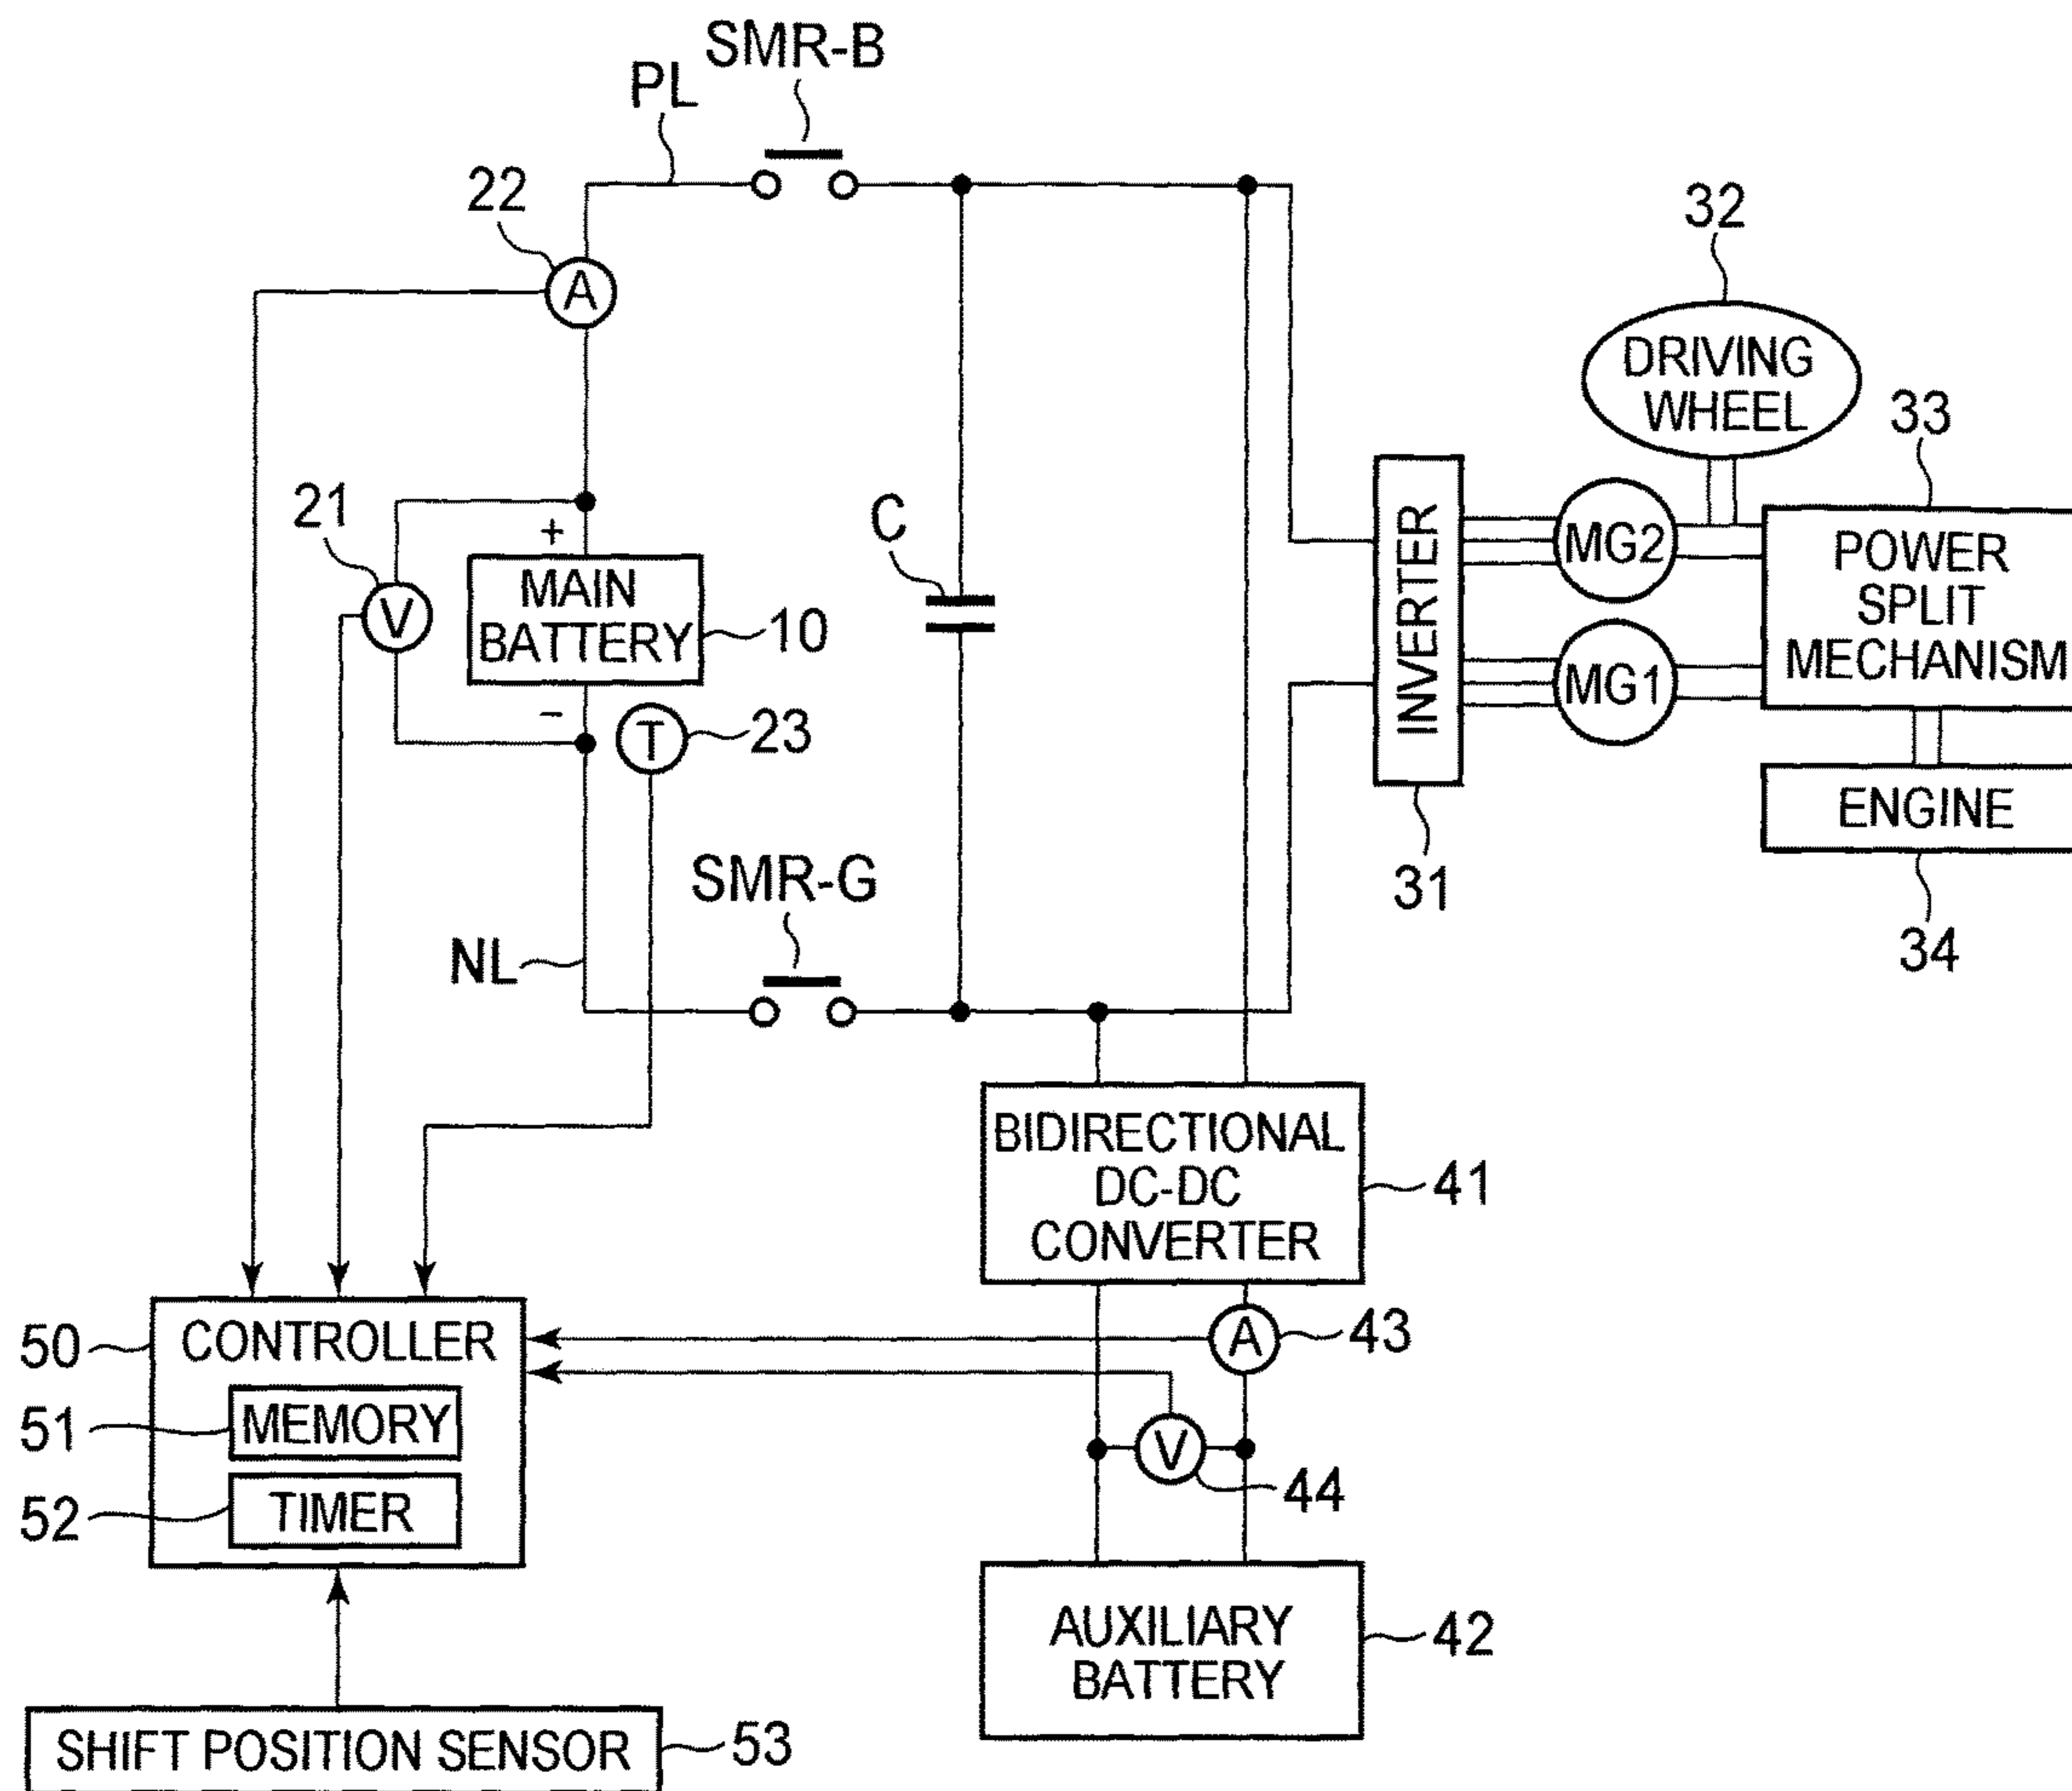 SMR-B
PL
22
A
32
DRIVING
WHEEL
33
21
V
+
MAIN
BATTERY
10
−
T
23
C
INVERTER
31
MG2
MG1
POWER
SPLIT
MECHANISM
ENGINE
34
SMR-G
NL
BIDIRECTIONAL
DC-DC
CONVERTER
41
50
CONTROLLER
51
MEMORY
52
TIMER
A
43
V
44
AUXILIARY
BATTERY
42
SHIFT POSITION SENSOR
53